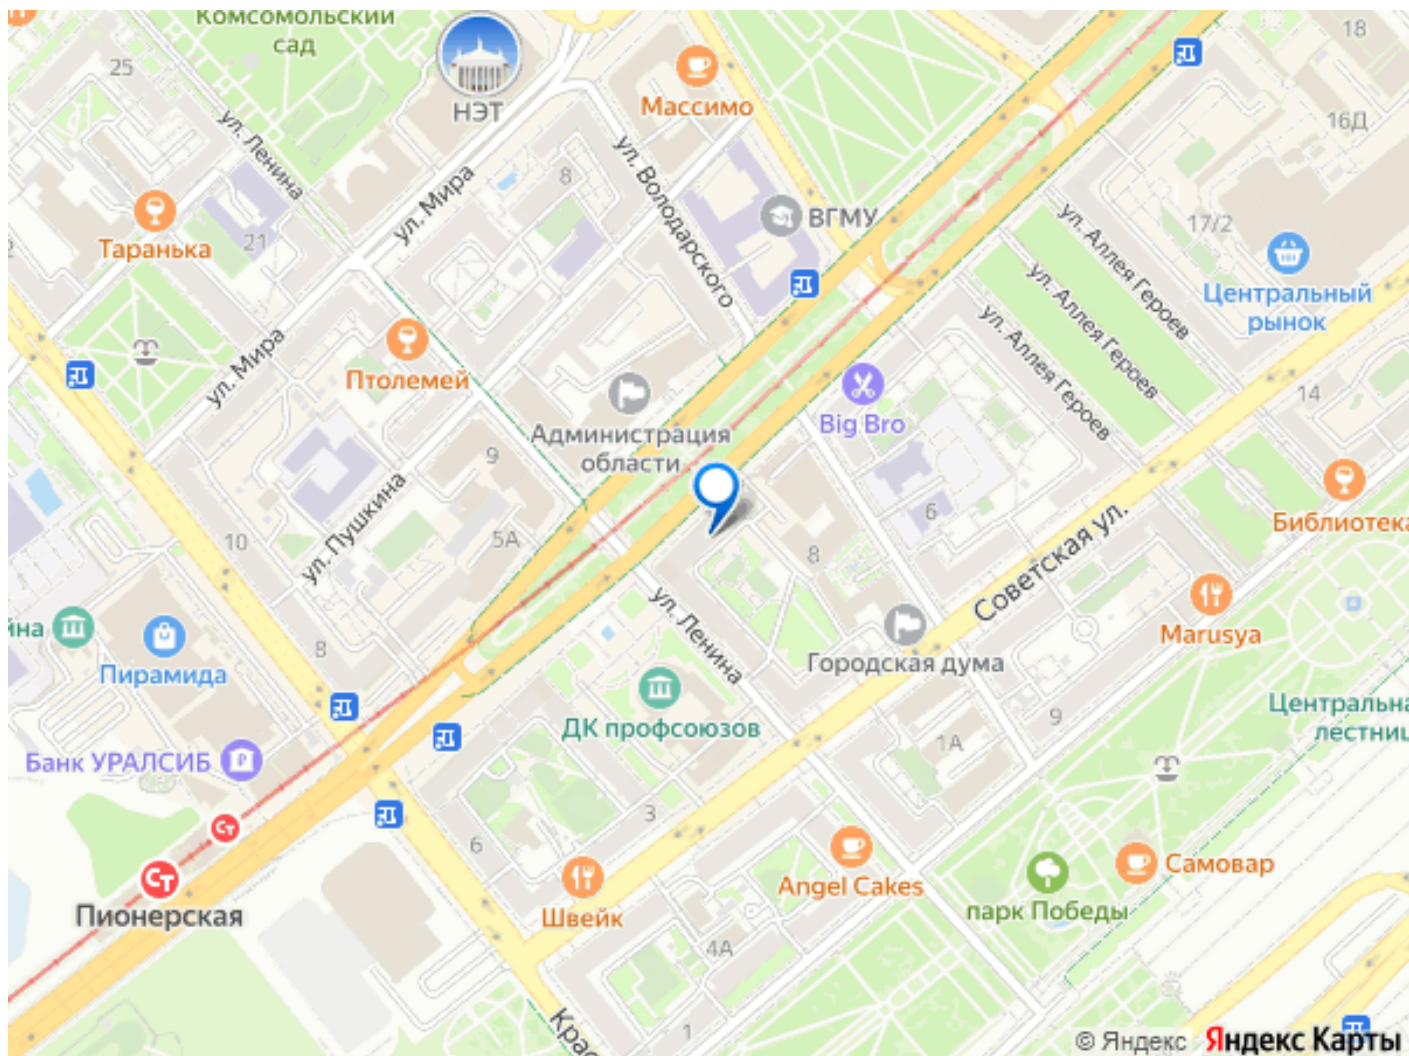 Комсомольский
сад
18
25
НЭТ
Массимо
16Д
ул. Ленина
ул. Володарского
8
ул. Мира
Таранька
21
ВГМУ
17/2
ул. Аллея Героев
ул. Аллея Героев
ул. Аллея Героев
Центральный
рынок
ул. Мира
Птолемей
Big Bro
14
Администрация
области
9
ул. Пушкина
10
5А
6
8
Советская ул.
Библиотека
Marusya
Пирамида
8
ул. Ленина
Городская дума
ДК профсоюзов
9
1А
Центральна
лестниц
Банк УРАЛСИБ
3
6
Ст
Ст
Пионерская
Швейк
Angel Cakes
Самовар
парк Победы
4А
1
Крас
© Яндекс Яндекс Карты